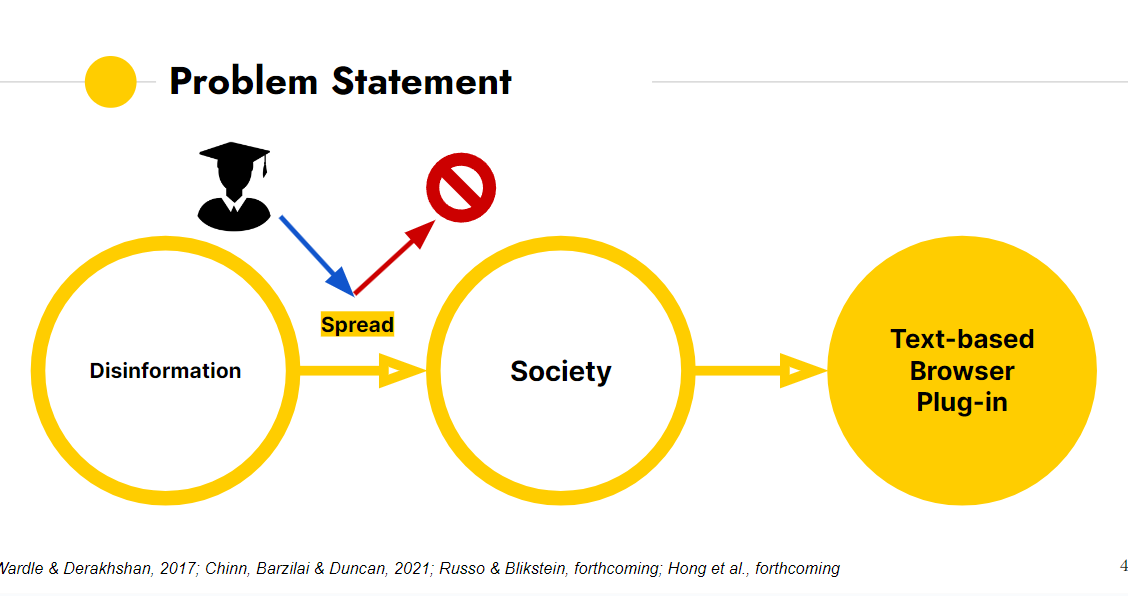 Problem Statement
Spread
Disinformation
Society
Text-based
Browser
Plug-in
Wardle & Derakhshan, 2017; Chinn, Barzilai & Duncan, 2021; Russo & Blikstein, forthcoming; Hong et al., forthcoming
4